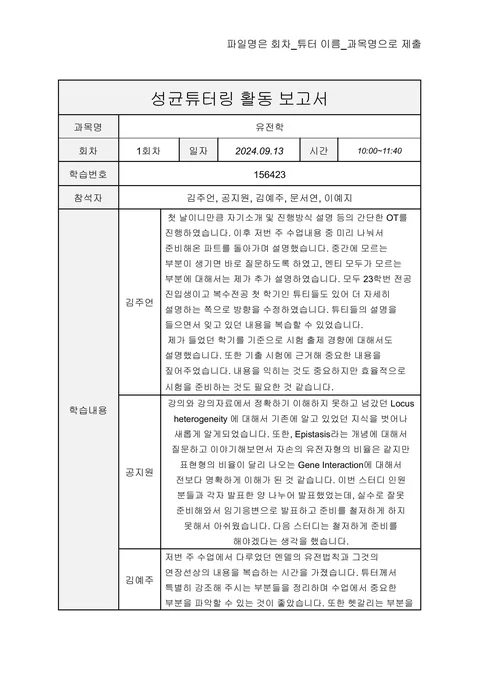 파일명은 회차_튜터 이름_과목명으로 제출
성균튜터링 활동 보고서
과목명 유전학
회차 1회차 일자 2024.09.13 시간 10:00~11:40
학습번호 156423
참석자 김주언, 공지원, 김예주, 문서연, 이예지
학습내용
김주언
첫 날이니만큼 자기소개 및 진행방식 설명 등의 간단한 OT를
진행하였습니다. 이후 저번 주 수업내용 중 미리 나눠서
준비해온 파트를 돌아가며 설명했습니다. 중간에 모르는
부분이 생기면 바로 질문하도록 하였고, 멘티 모두가 모르는
부분에 대해서는 제가 추가 설명하였습니다. 모두 23학번 전공
진입생이고 복수전공 첫 학기인 튜티들도 있어 더 자세히
설명하는 쪽으로 방향을 수정하였습니다. 튜티들의 설명을
들으면서 잊고 있던 내용을 복습할 수 있었습니다.
제가 들었던 학기를 기준으로 시험 출제 경향에 대해서도
설명했습니다. 또한 기출 시험에 근거해 중요한 내용을
짚어주었습니다. 내용을 익히는 것도 중요하지만 효율적으로
시험을 준비하는 것도 필요한 것 같습니다.
공지원
강의와 강의자료에서 정확하기 이해하지 못하고 넘겼던 Locus
heterogeneity 에 대해서 기존에 알고 있었던 지식을 벗어나
새롭게 알게되었습니다. 또한, Epistasis라는 개념에 대해서
질문하고 이야기해보면서 자손의 유전자형의 비율은 같지만
표현형의 비율이 달리 나오는 Gene Interaction에 대해서
전보다 명확하게 이해가 된 것 같습니다. 이번 스터디 인원
분들과 각자 발표한 양 나누어 발표했었는데, 실수로 잘못
준비해와서 임기응변으로 발표하고 준비를 철저하게 하지
못해서 아쉬웠습니다. 다음 스터디는 철저하게 준비를
해야겠다는 생각을 했습니다.
김예주
저번 주 수업에서 다루었던 멘델의 유전법칙과 그것의
연장선상의 내용을 복습하는 시간을 가졌습니다. 튜터께서
특별히 강조해 주시는 부분들을 정리하며 수업에서 중요한
부분을 파악할 수 있는 것이 좋았습니다. 또한 헷갈리는 부분을